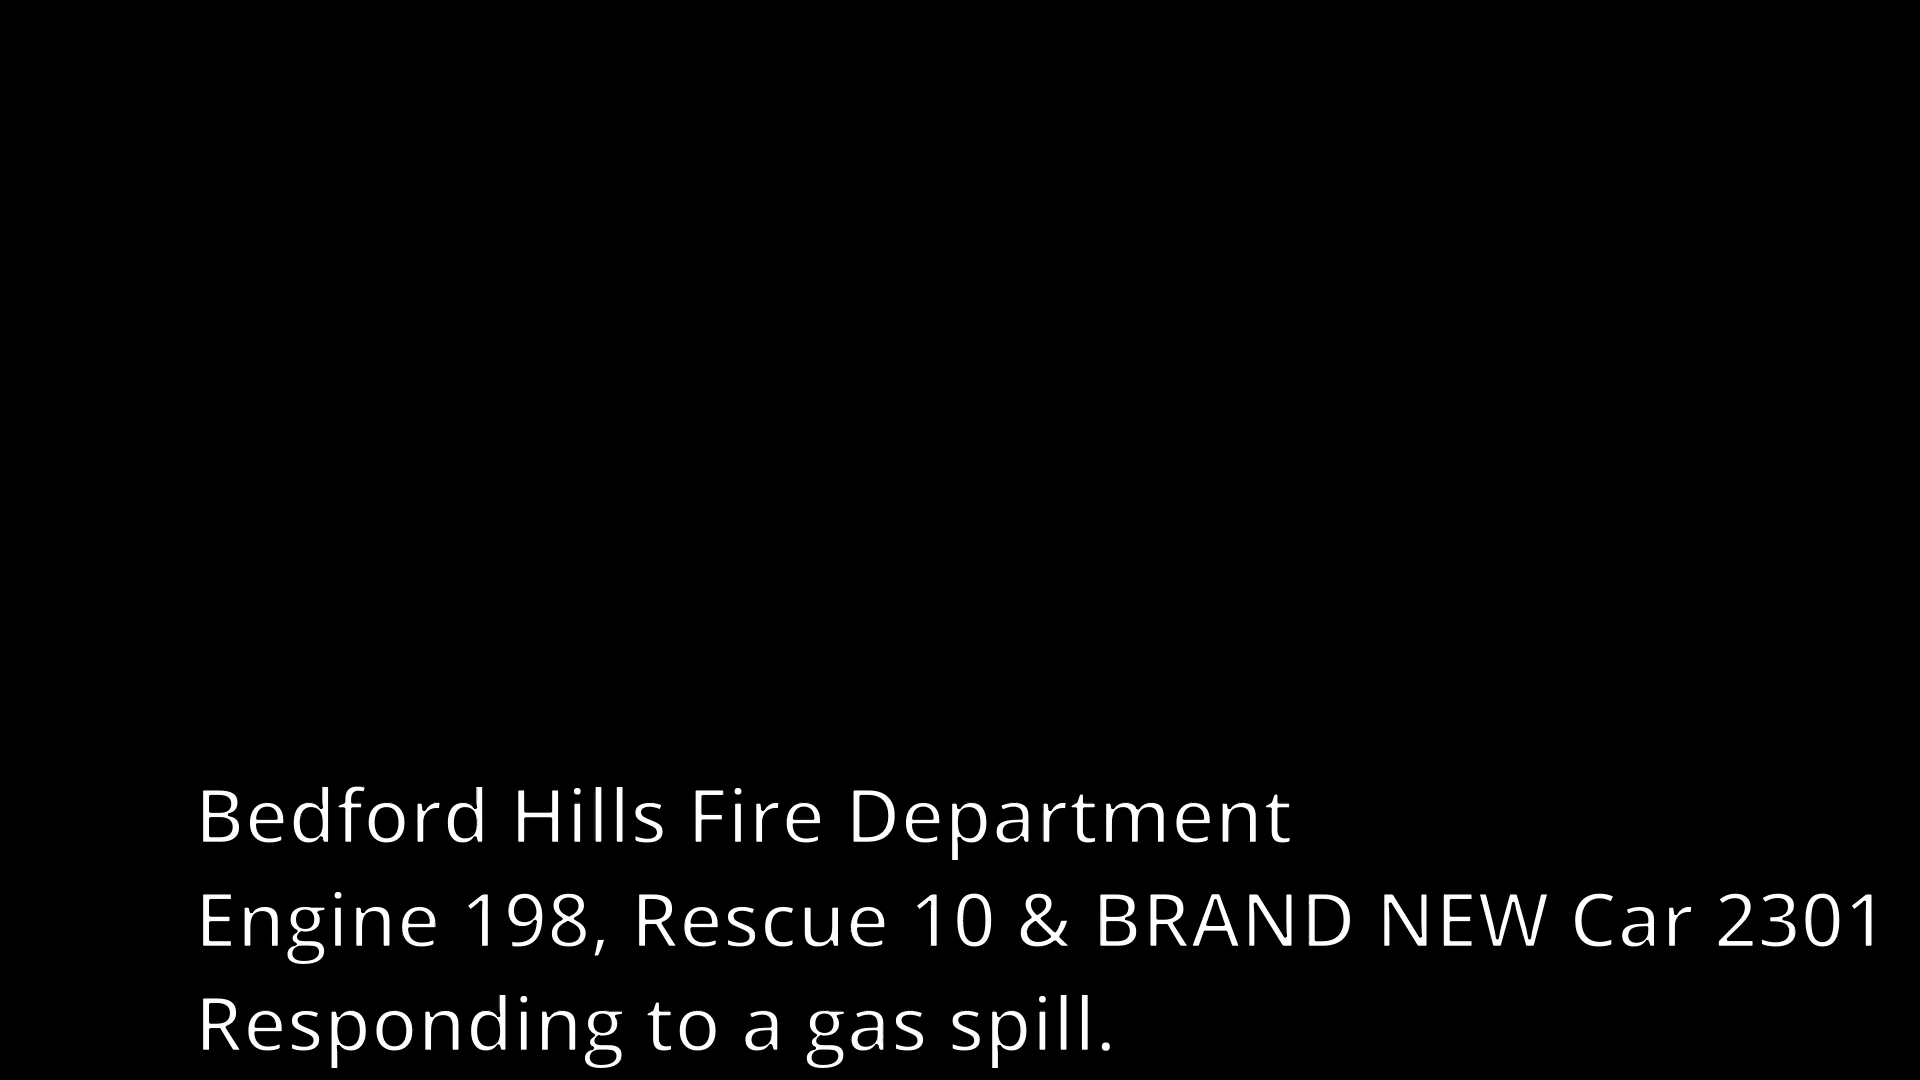 Bedford Hills Fire Department
Engine 198, Rescue 10 & BRAND NEW Car 2301
Responding to a gas spill.